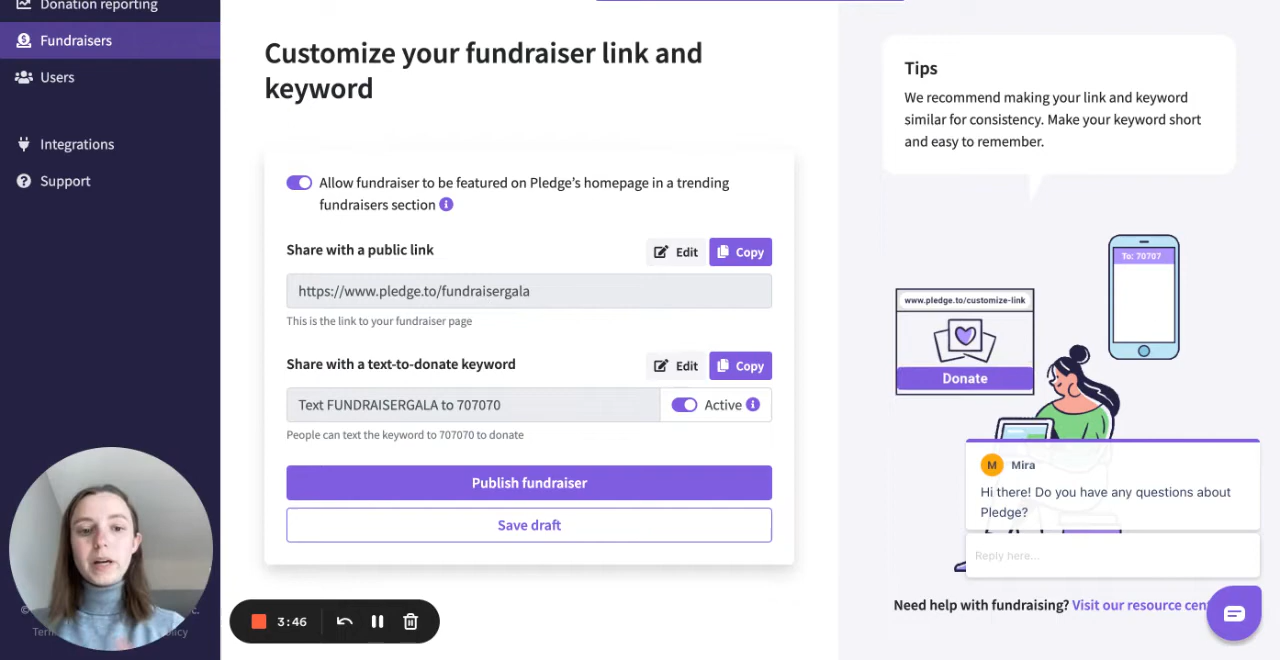 Donation reporting
Fundraisers
Users
Integrations
Support
Customize your fundraiser link and
keyword
Allow fundraiser to be featured on Pledge's homepage in a trending
fundraisers section
Share with a public link
Edit
Copy
https://www.pledge.to/fundraisergala
This is the link to your fundraiser page
Share with a text-to-donate keyword
Edit
Copy
Text FUNDRAISERGALA to 707070
Active
People can text the keyword to 707070 to donate
Publish fundraiser
Save draft
3:46
Tips
We recommend making your link and keyword
similar for consistency. Make your keyword short
and easy to remember.
To: 70707
www.pledge.to/customize-link
Donate
M
Mira
Hi there! Do you have any questions about
Pledge?
Reply here...
Need help with fundraising? Visit our resource